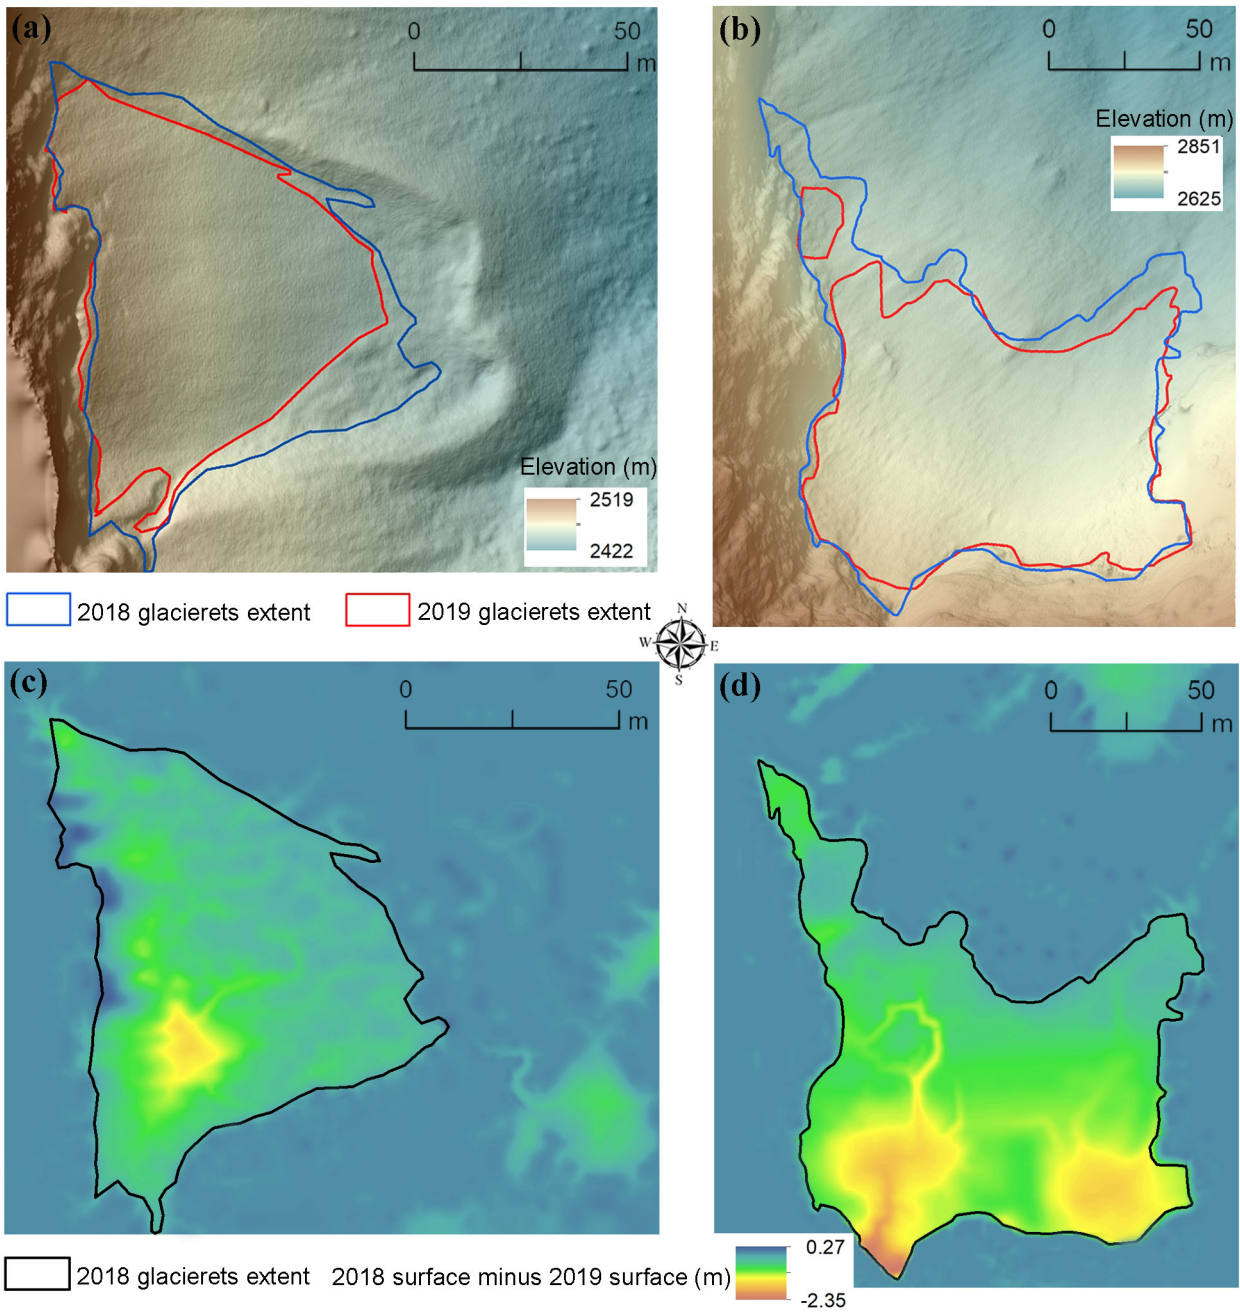 (a)
0 50
m
Elevation (m)
2519
2422
(b)
0 50
m
Elevation (m)
2851
2625
2018 glacierets extent 2019 glacierets extent
N
W E
S
(c)
0 50
m
(d)
0 50
m
2018 glacierets extent 2018 surface minus 2019 surface (m)
0.27
-2.35